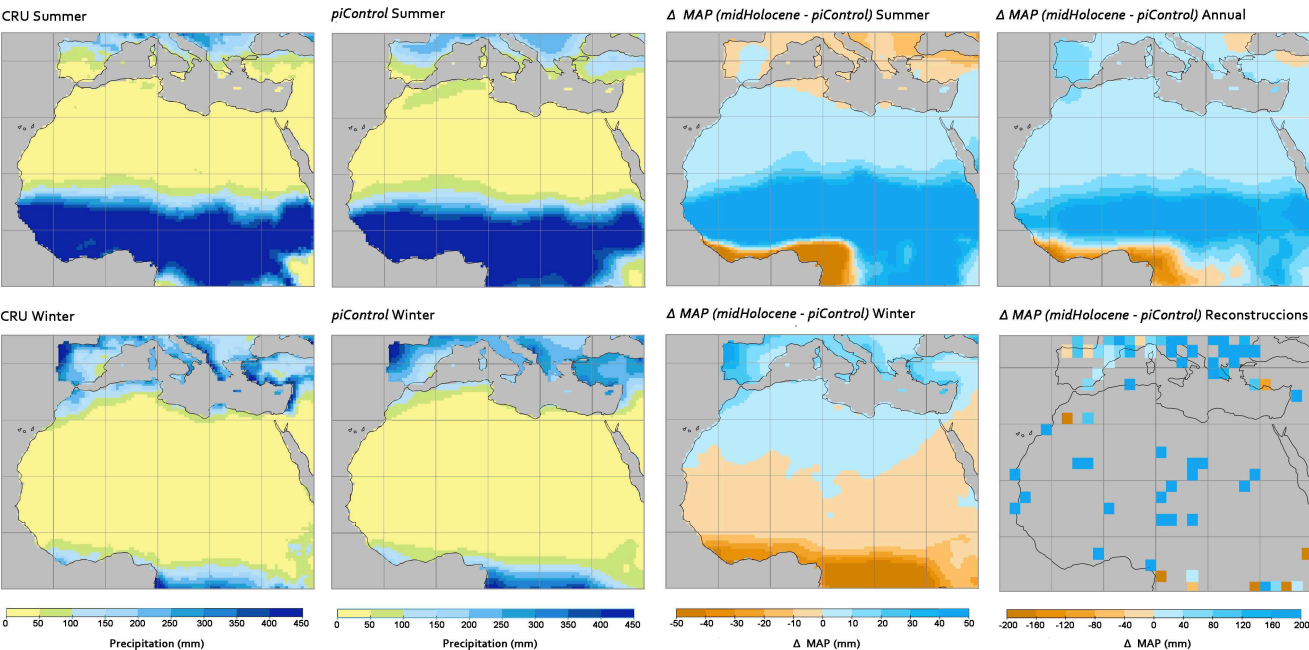 CRU Summer
piControl Summer
Δ MAP (midHolocene - piControl) Summer
Δ MAP (midHolocene - piControl) Annual
CRU Winter
piControl Winter
Δ MAP (midHolocene - piControl) Winter
Δ MAP (midHolocene - piControl) Reconstruccions
0 50 100 150 200 250 300 350 450
Precipitation (mm)
0 50 100 150 200 250 300 350 450
Precipitation (mm)
-50 -40 -30 -20 -10 0 10 20 30 40 50
Δ MAP (mm)
-200 -160 -120 -80 -40 0 40 80 120 160 200
Δ MAP (mm)